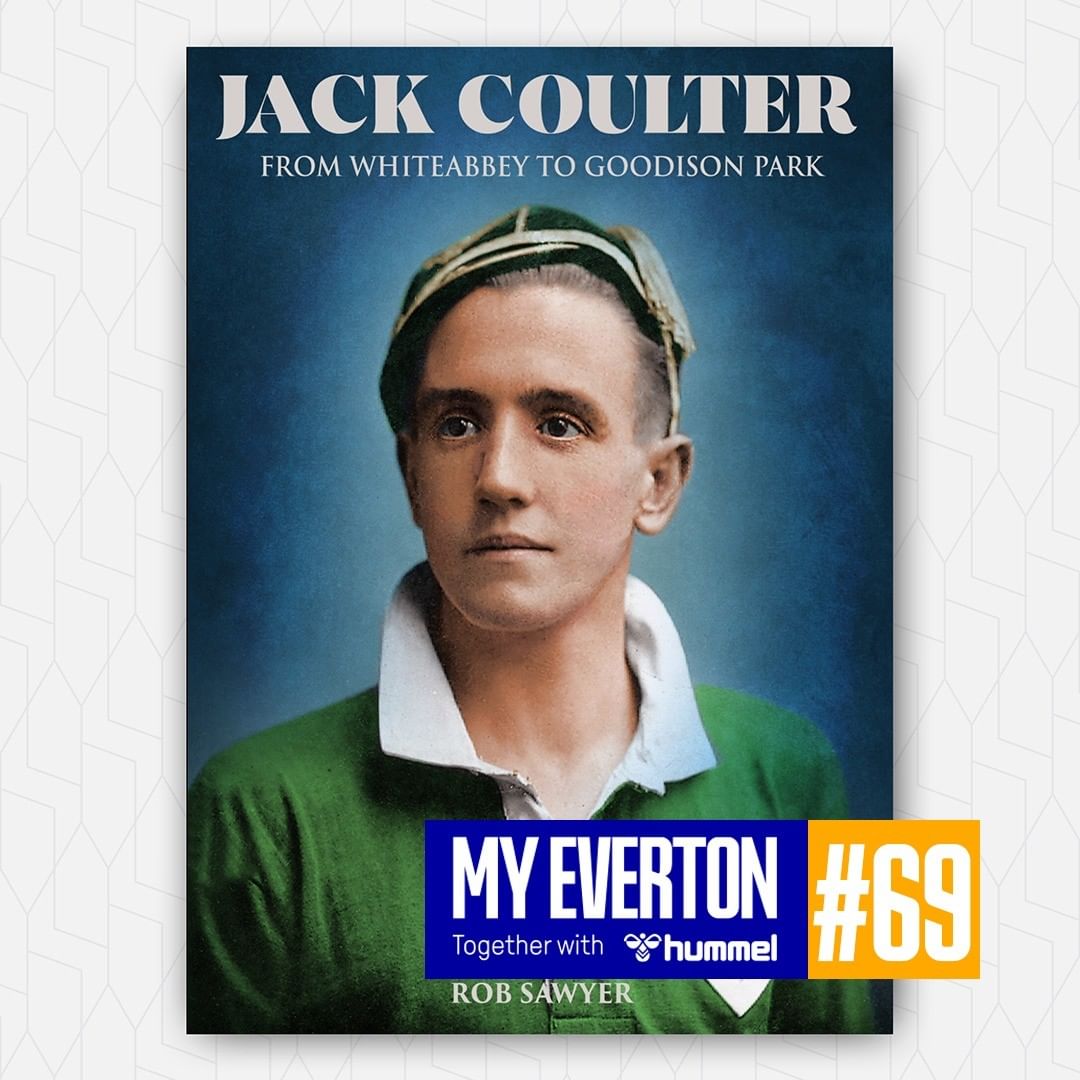 JACK COULTER
FROM WHITEABBEY TO GOODISON PARK
MY EVERTON
#69
Together with hummel
ROB SAWYER